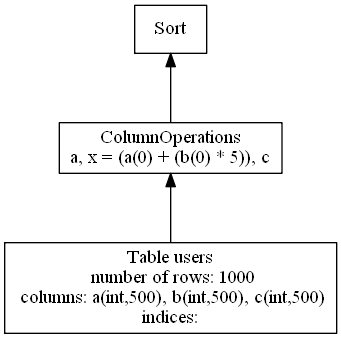 Sort
ColumnOperations
a, x = (a(0) + (b(0) * 5)), c
Table users
number of rows: 1000
columns: a(int,500), b(int,500), c(int,500)
indices: